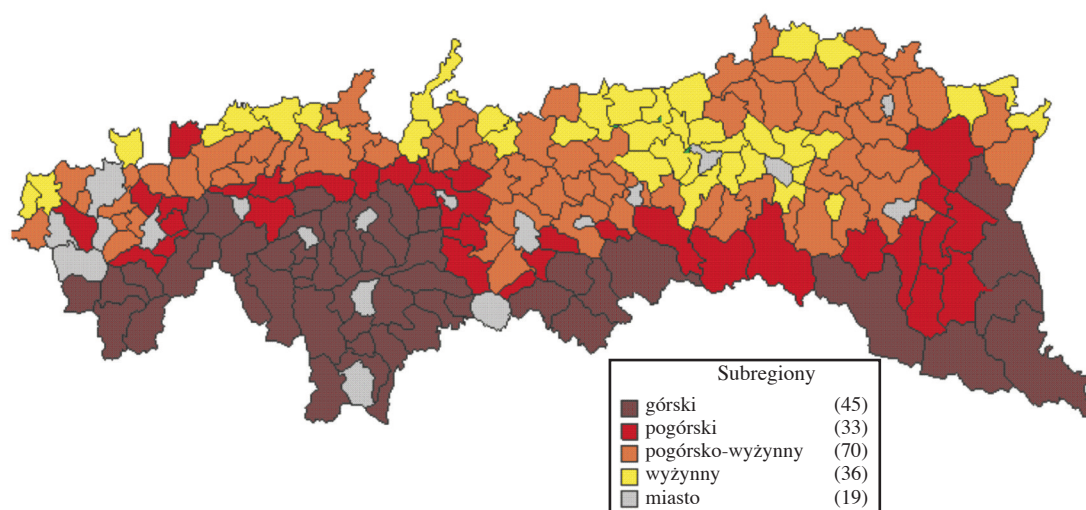 Subregiony
górski (45)
pogórski (33)
pogórsko-wyżynny (70)
wyżynny (36)
miasto (19)